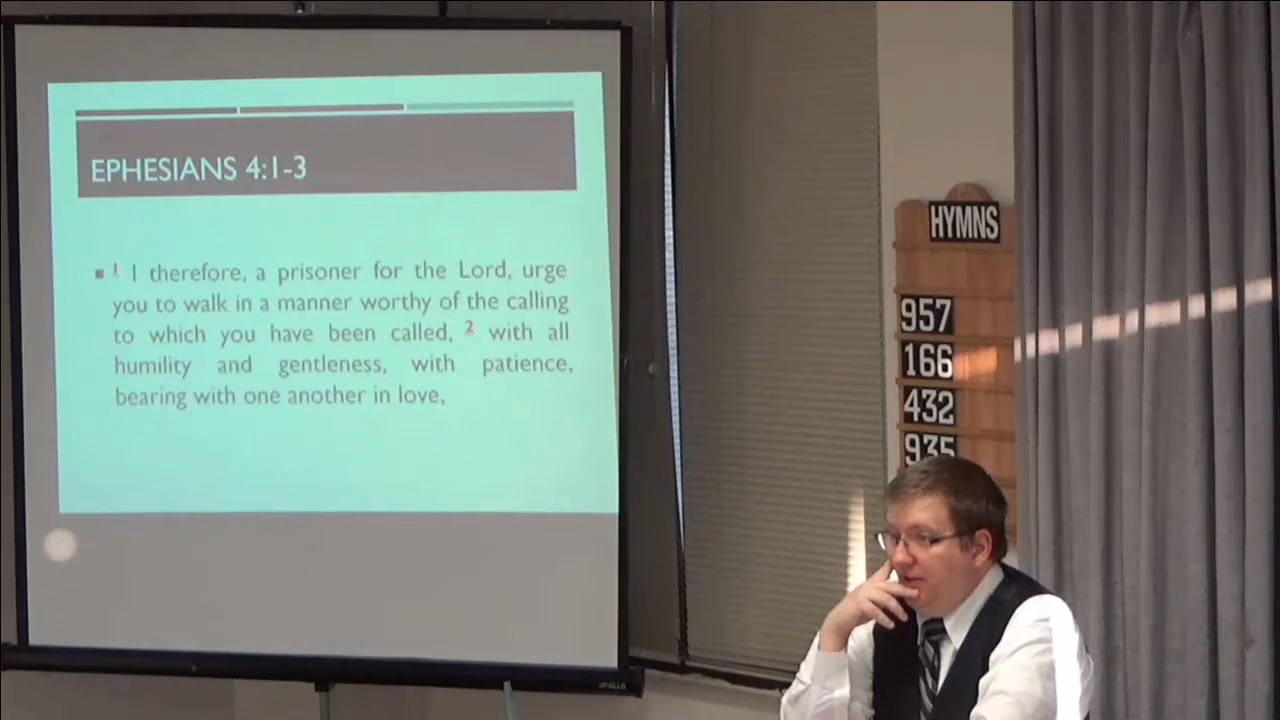 EPHESIANS 4:1-3
1 I therefore, a prisoner for the Lord, urge
you to walk in a manner worthy of the calling
to which you have been called, 2 with all
humility and gentleness, with patience,
bearing with one another in love,
HYMNS
957
166
432
935
APOLLO